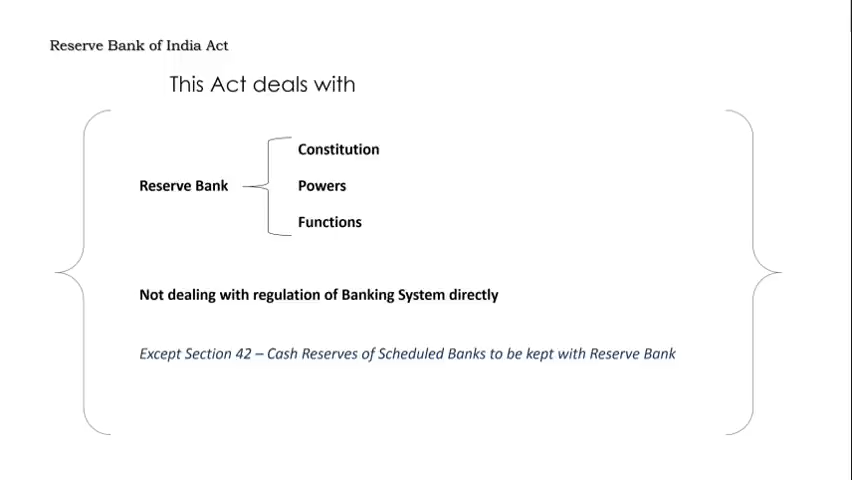 Reserve Bank of India Act
This Act deals with
Constitution
Reserve Bank
Powers
Functions
Not dealing with regulation of Banking System directly
Except Section 42 – Cash Reserves of Scheduled Banks to be kept with Reserve Bank